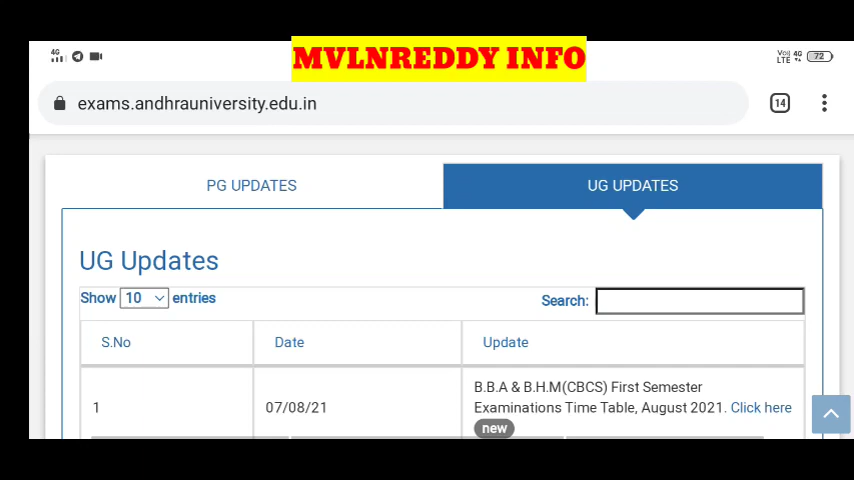 4G
MVLNREDDY INFO
Vo))
LTE
4G
72
exams.andhrauniversity.edu.in
14
PG UPDATES
UG UPDATES
UG Updates
Show 10 entries
Search:
S.No
Date
Update
1
07/08/21
B.B.A & B.H.M(CBCS) First Semester
Examinations Time Table, August 2021. Click here
new